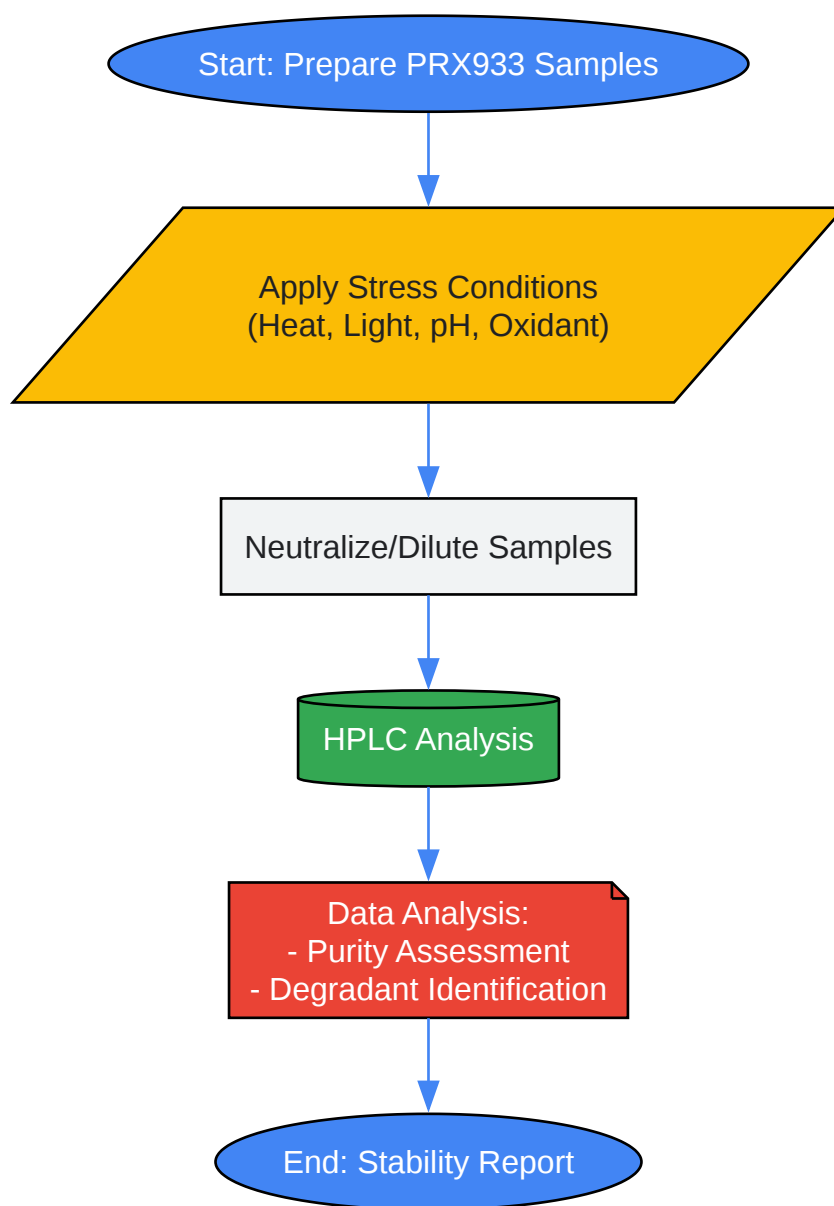 Start: Prepare PRX933 Samples
Apply Stress Conditions
(Heat, Light, pH, Oxidant)
Neutralize/Dilute Samples
HPLC Analysis
Data Analysis:
- Purity Assessment
- Degradant Identification
End: Stability Report